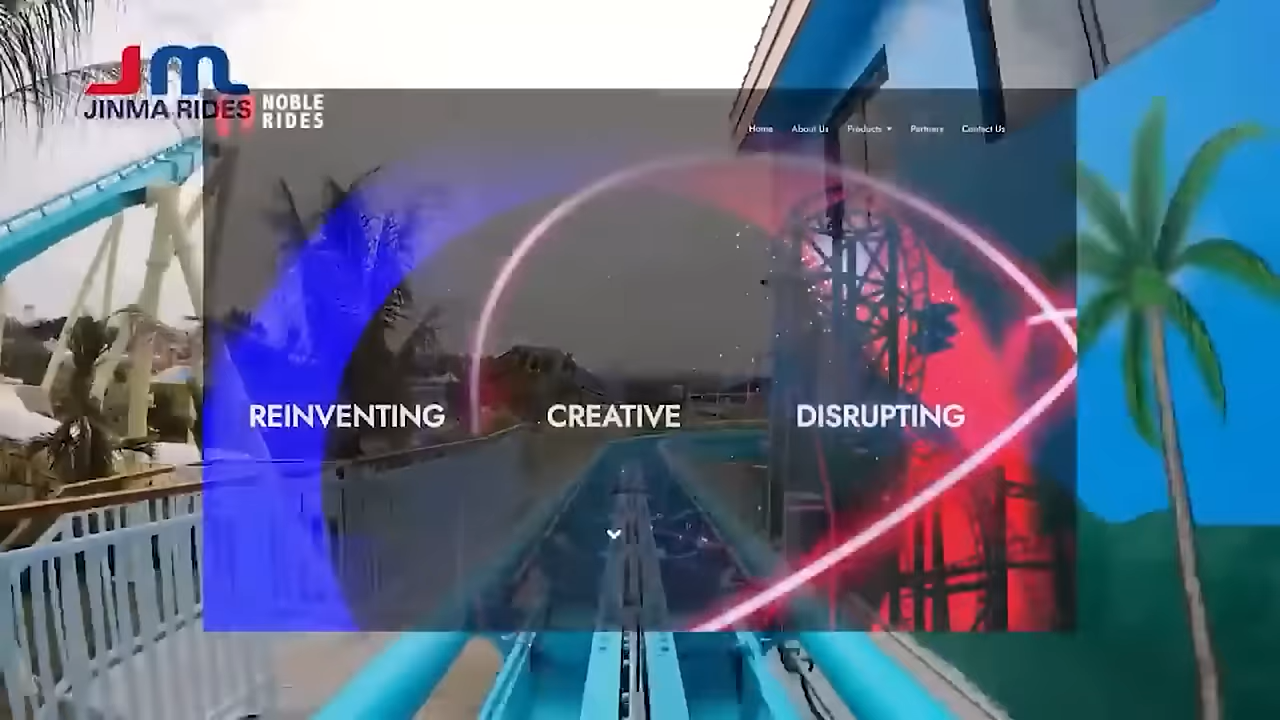 JM
JINMA RIDES
NOBLE
RIDES
Home About Us Products Partners Contact Us
REINVENTING CREATIVE DISRUPTING